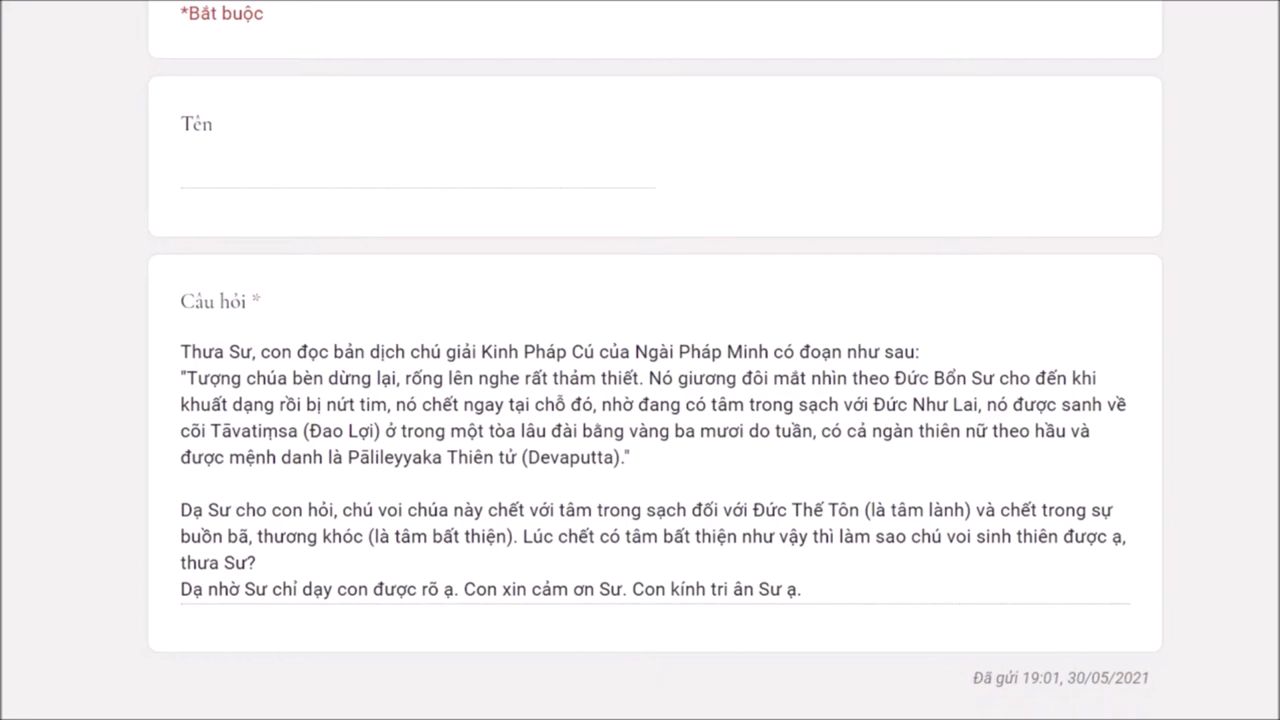 *Bắt buộc
Tên
Câu hỏi *
Thưa Sư, con đọc bản dịch chú giải Kinh Pháp Cú của Ngài Pháp Minh có đoạn như sau:
"Tượng chúa bèn dừng lại, rống lên nghe rất thảm thiết. Nó giương đôi mắt nhìn theo Đức Bổn Sư cho đến khi
khuất dạng rồi bị nứt tim, nó chết ngay tại chỗ đó, nhờ đang có tâm trong sạch với Đức Như Lai, nó được sanh về
cõi Tāvatiṃsa (Đao Lợi) ở trong một tòa lâu đài bằng vàng ba mươi do tuần, có cả ngàn thiên nữ theo hầu và
được mệnh danh là Pālileyyaka Thiên tử (Devaputta)."
Dạ Sư cho con hỏi, chú voi chúa này chết với tâm trong sạch đối với Đức Thế Tôn (là tâm lành) và chết trong sự
buồn bã, thương khóc (là tâm bất thiện). Lúc chết có tâm bất thiện như vậy thì làm sao chú voi sinh thiên được ạ,
thưa Sư?
Dạ nhờ Sư chỉ dạy con được rõ ạ. Con xin cảm ơn Sư. Con kính tri ân Sư ạ.
Đã gửi 19:01, 30/05/2021